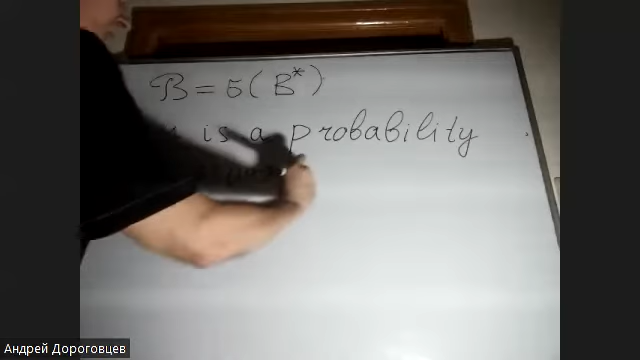 ℬ = σ(B*)
is a probability
Андрей Дороговцев